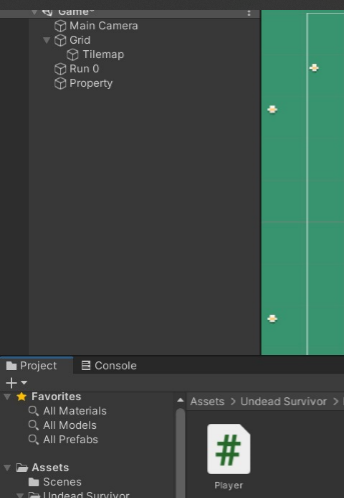 Game*
Main Camera
Grid
Tilemap
Run 0
Property
Project
Console
Favorites
All Materials
All Models
All Prefabs
Assets
Scenes
Undead Survivor
Assets > Undead Survivor >
#
Player